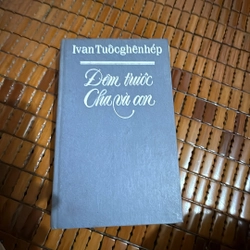 Ivan Tuốcghênhép
Đêm trước
Cha và con